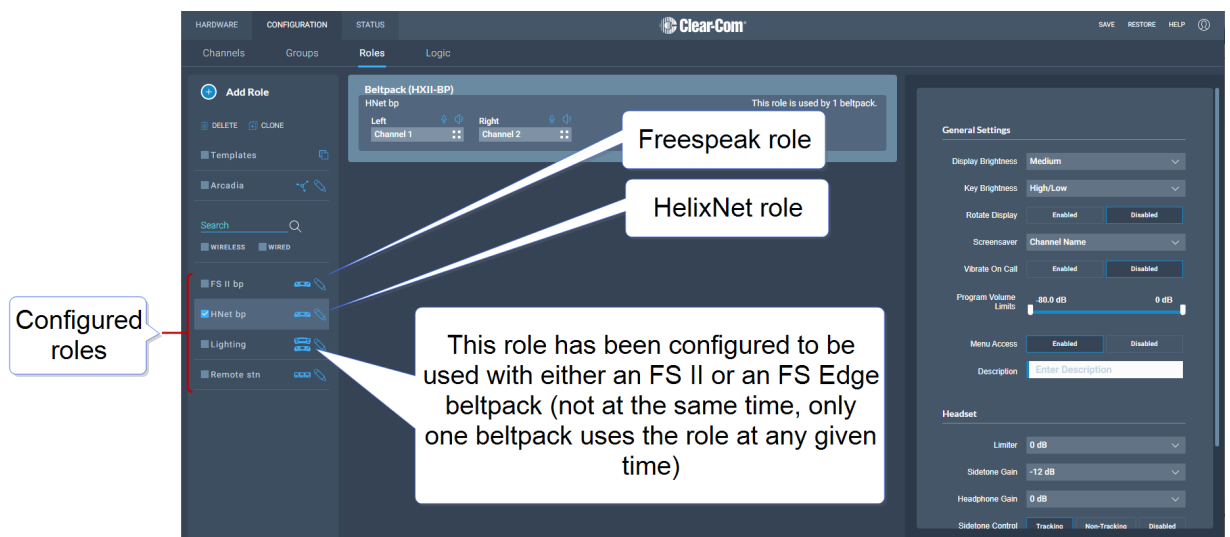 HARDWARE CONFIGURATION STATUS Clear-Com SAVE RESTORE HELP
Channels Groups Roles Logic
Add Role
DELETE CLONE
Templates
Arcadia
Search
WIRELESS WIRED
FS II bp
HNet bp
Lighting
Remote stn
Configured
roles
Beltpack (HXII-BP)
HNet bp This role is used by 1 beltpack.
Left Right
Channel 1 Channel 2
Freespeak role
HelixNet role
This role has been configured to be
used with either an FS II or an FS Edge
beltpack (not at the same time, only
one beltpack uses the role at any given
time)
General Settings
Display Brightness Medium
Key Brightness High/Low
Rotate Display Enabled Disabled
Screensaver Channel Name
Vibrate On Call Enabled Disabled
Program Volume
Limits -80.0 dB 0 dB
Menu Access Enabled Disabled
Description Enter Description
Headset
Limiter 0 dB
Sidetone Gain -12 dB
Headphone Gain 0 dB
Sidetone Control Tracking Non-Tracking Disabled